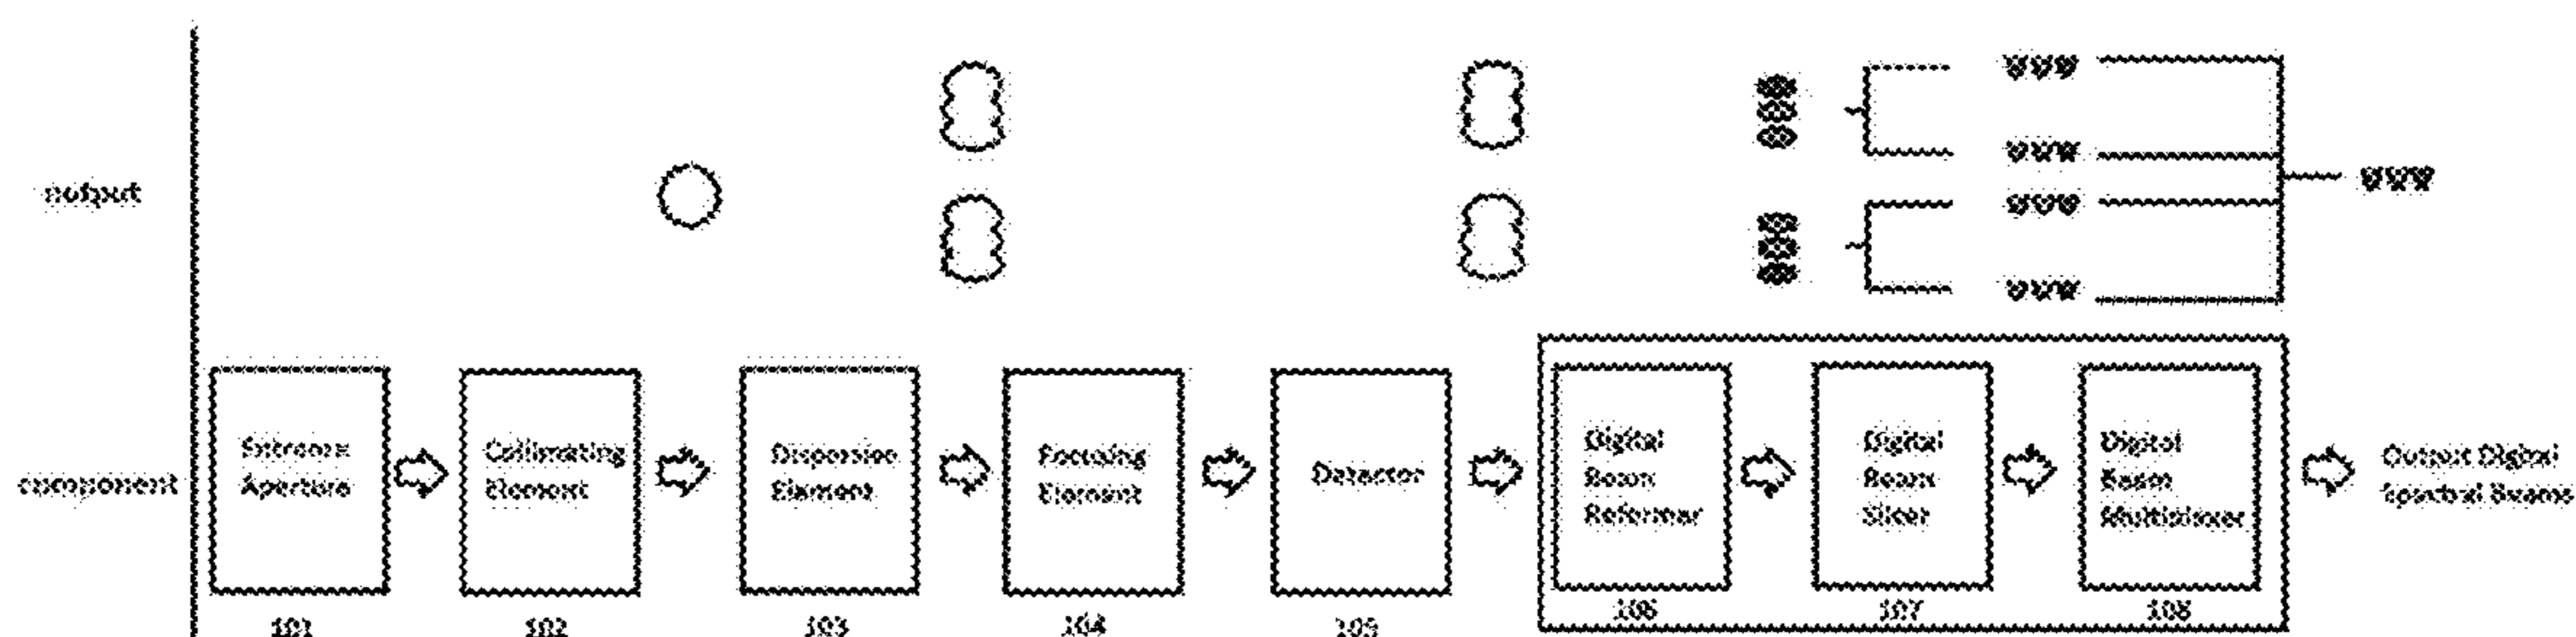 output
component
Entrance
Aperture
Collimating
Element
Dispersion
Element
Focusing
Element
Detector
Digital
Beam
Reformer
Digital
Beam
Slicer
Digital
Beam
Multiplexer
Output Digital
Spectral Beams
101
102
103
104
105
106
107
108